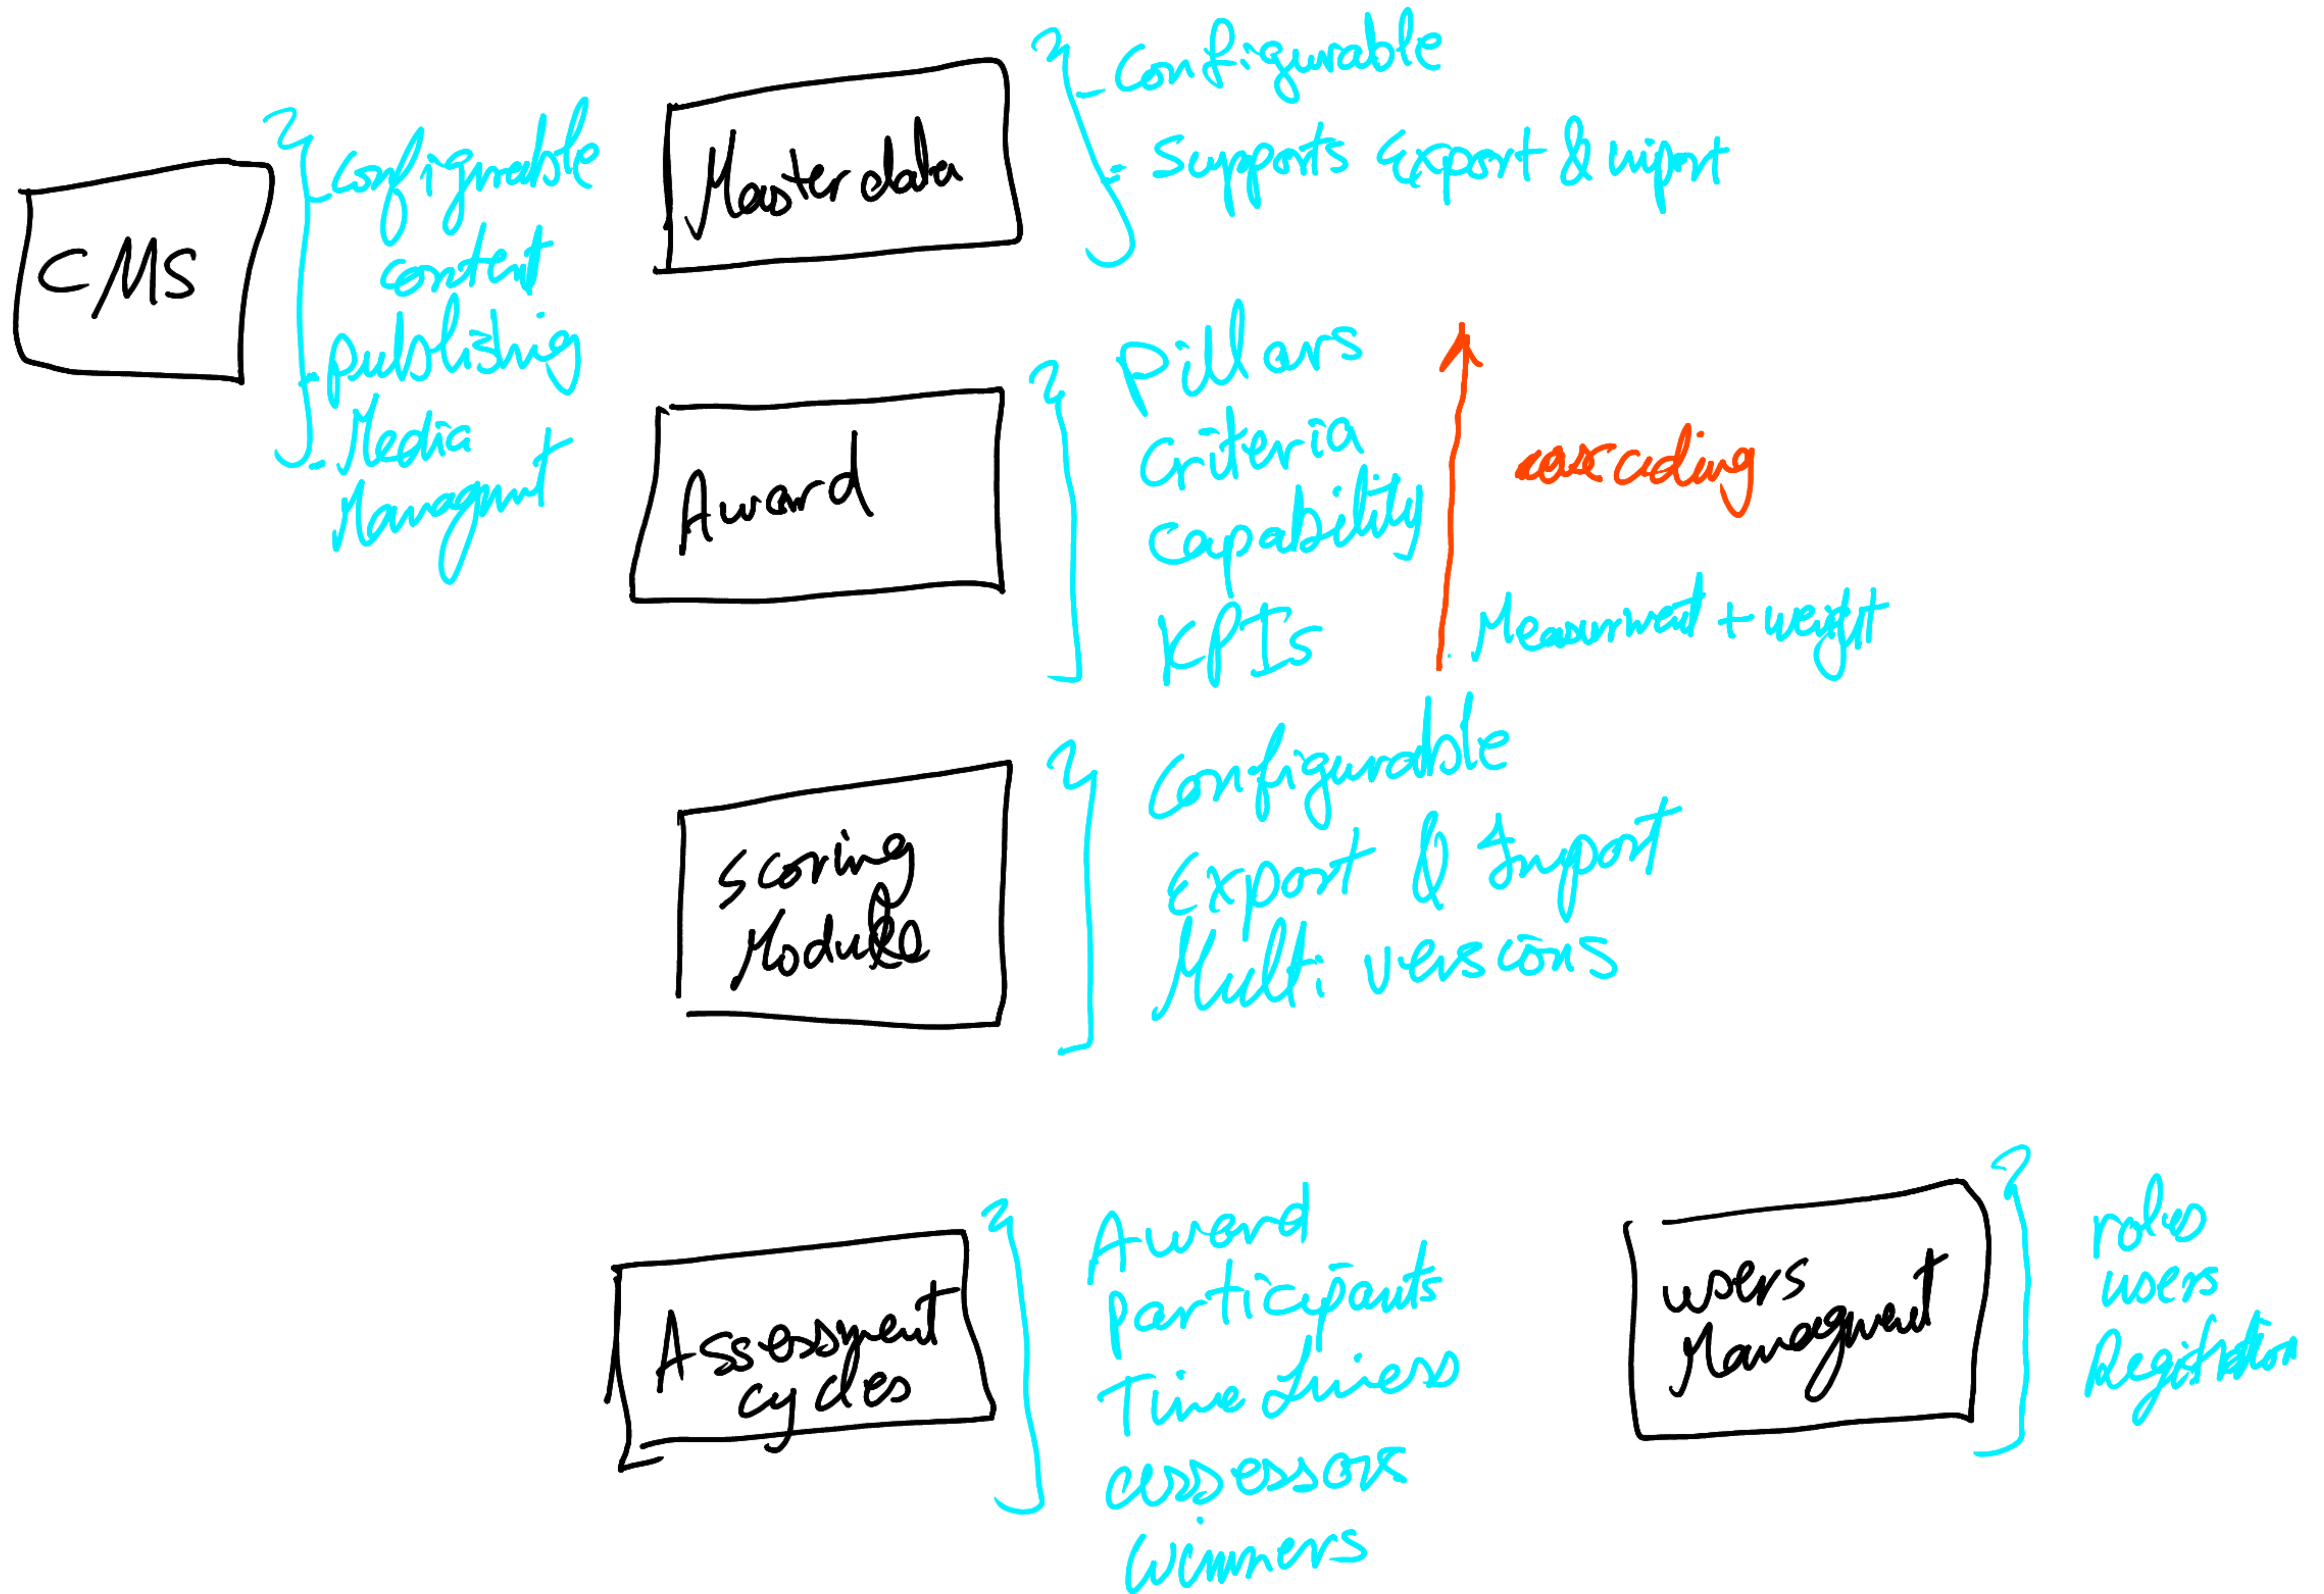 CMS
Configurable
content
publishing
- Media
Managment
Master data
- Configurable
- Supports Export & import
Award
Pillars
Criteria
Capability
KPIs
cascading
Measurment + weight
Scoring
Module
Configurable
Export & Import
Multi versions
Assessment
cycles
Award
participants
Time Lines
assessors
Winners
users
Managment
roles
users